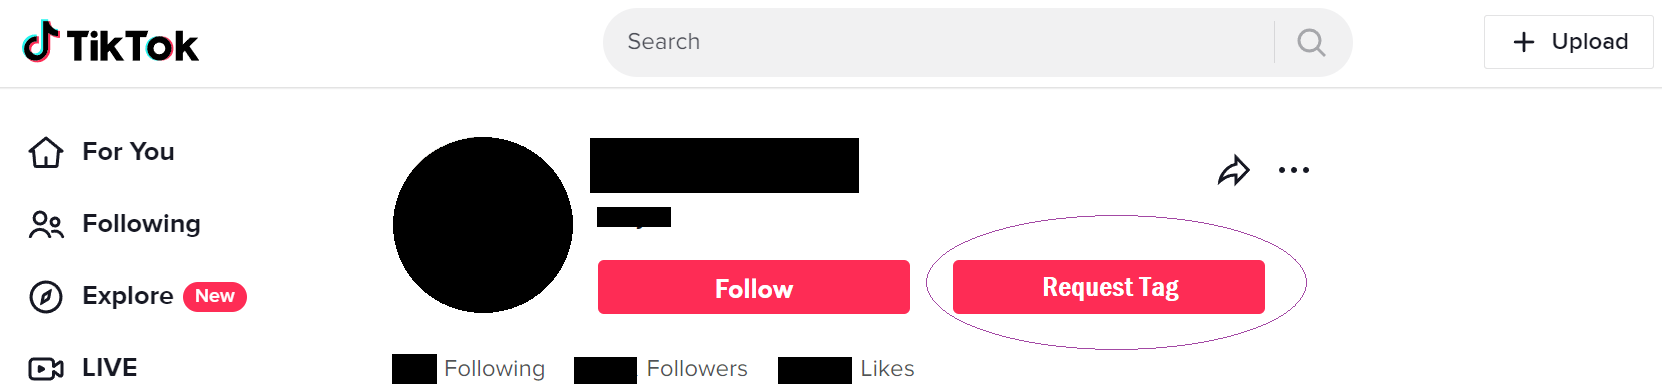 TikTok
Search
Upload
For You
Following
Explore New
LIVE
Follow
Request Tag
Following Followers Likes